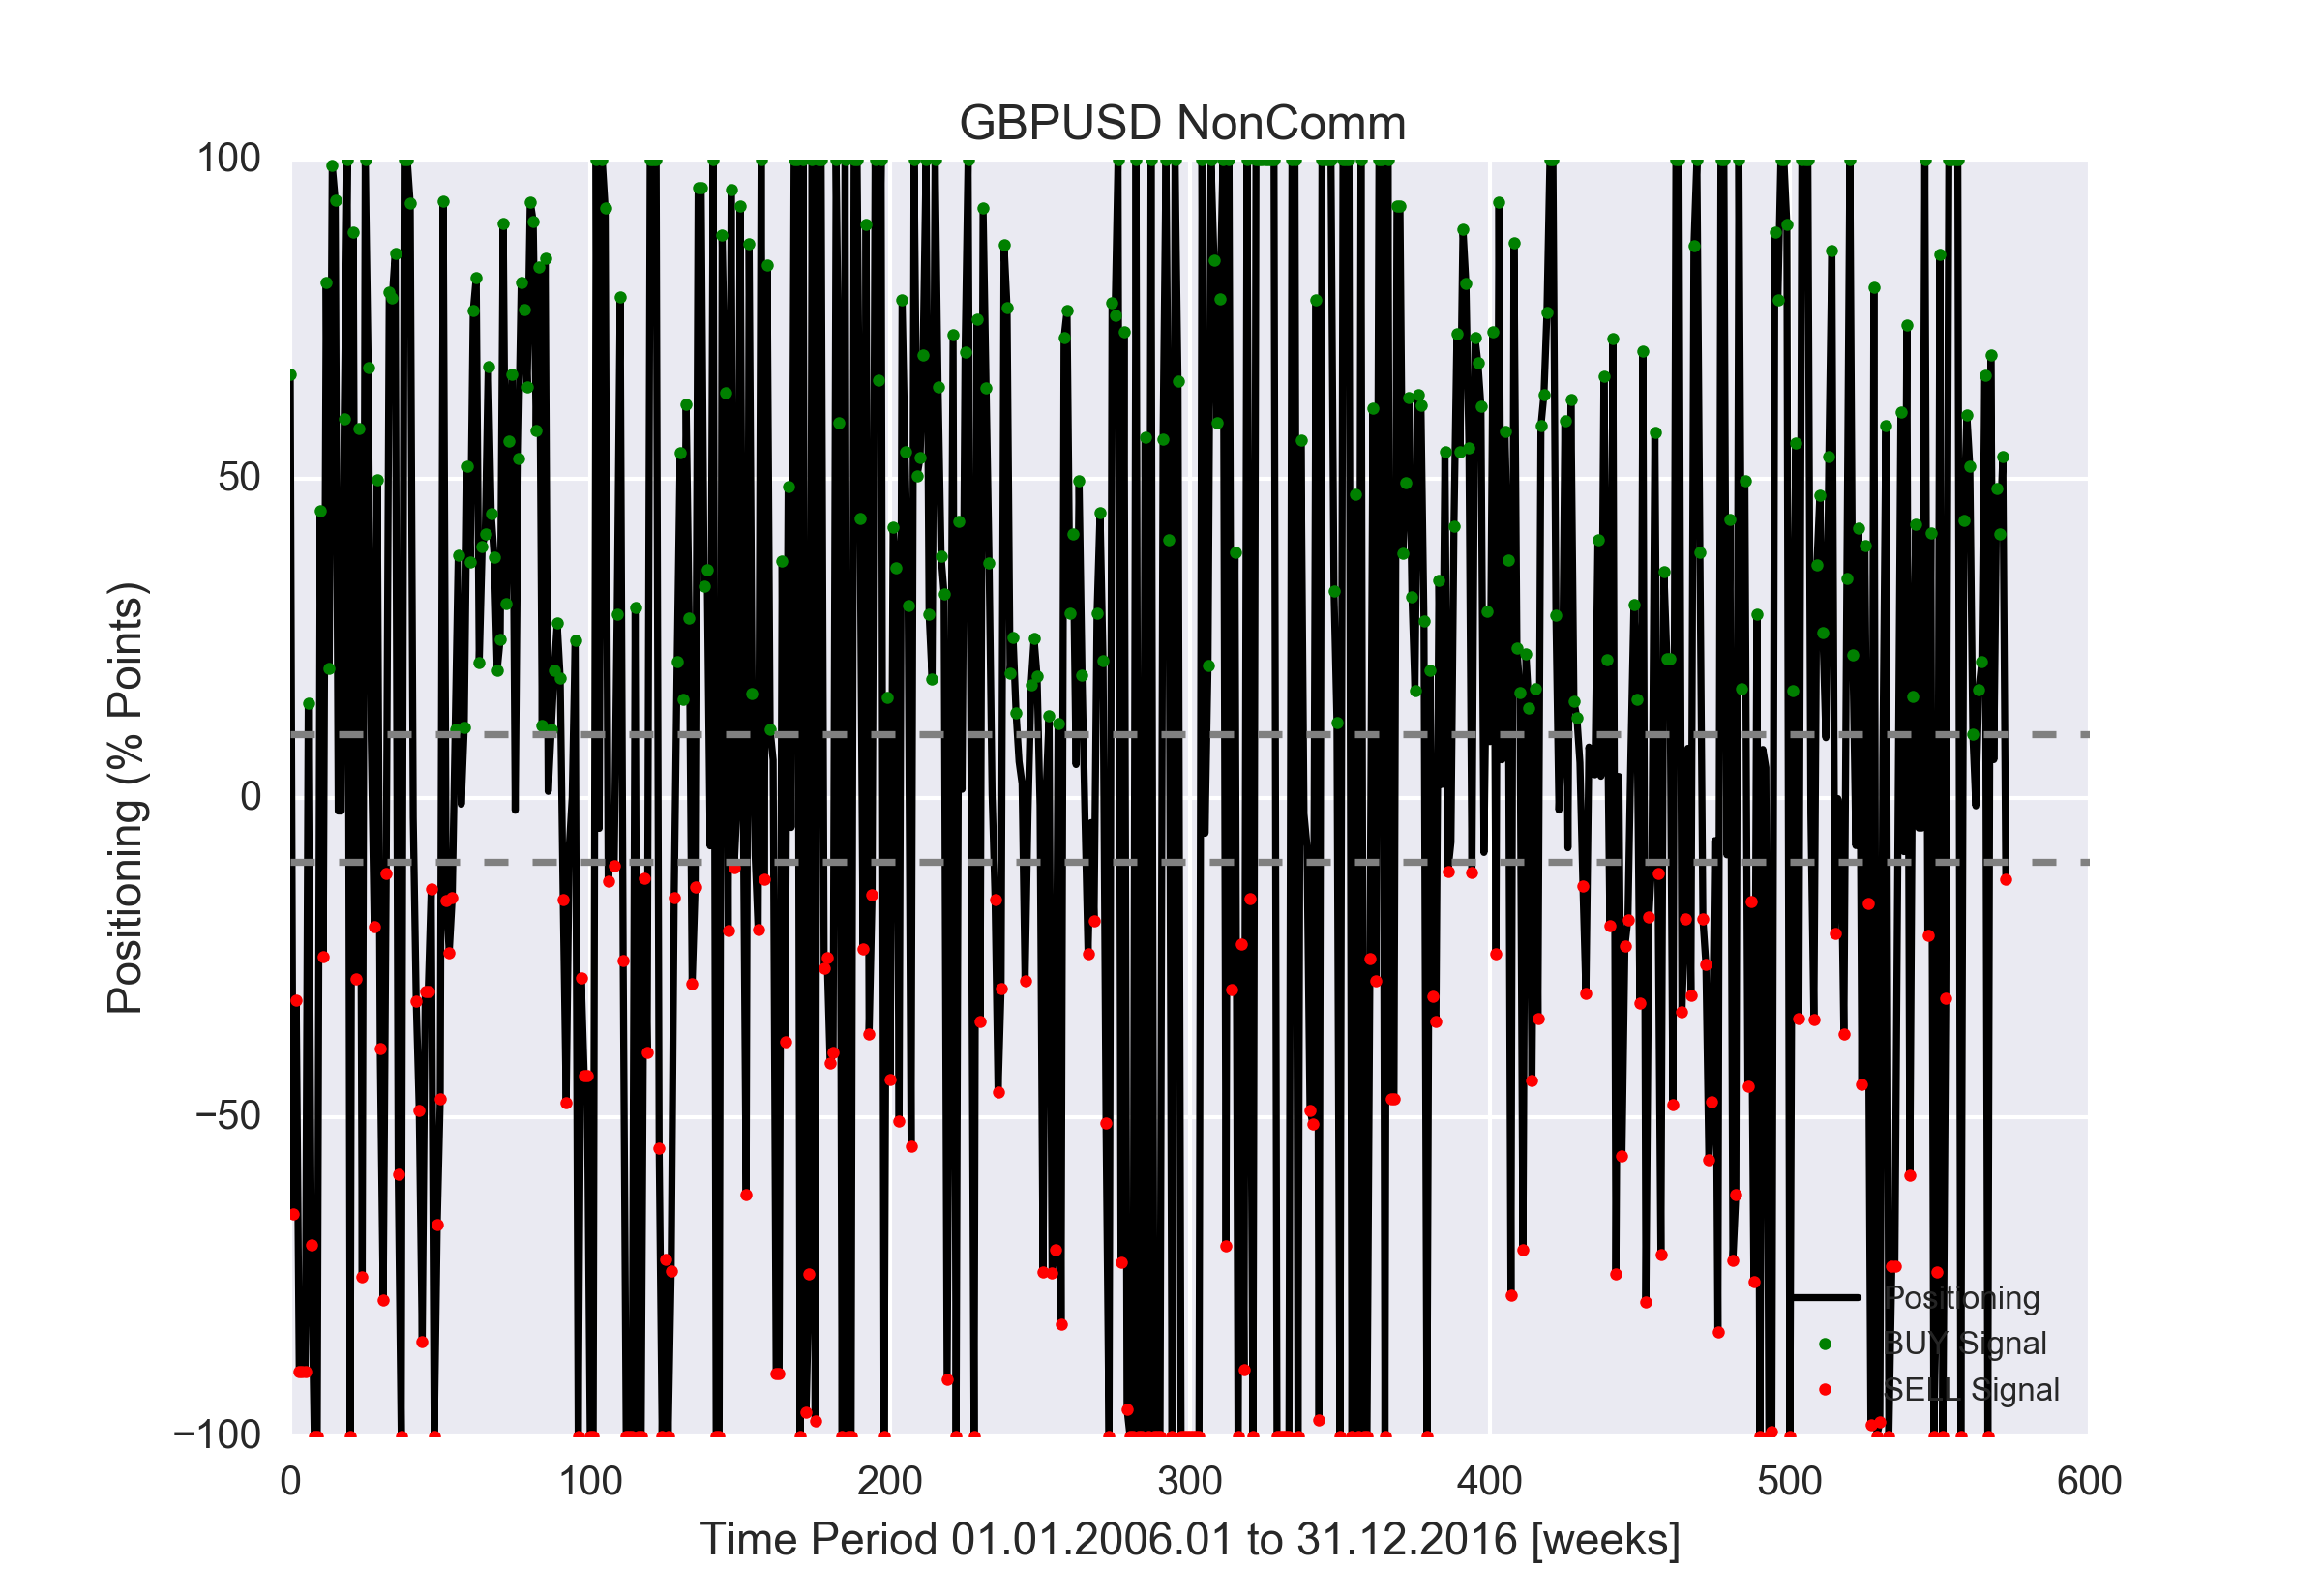 GBPUSD NonComm
100
50
0
−50
−100
Positioning (% Points)
0 100 200 300 400 500 600
Time Period 01.01.2006.01 to 31.12.2016 [weeks]
Positioning
BUY Signal
SELL Signal